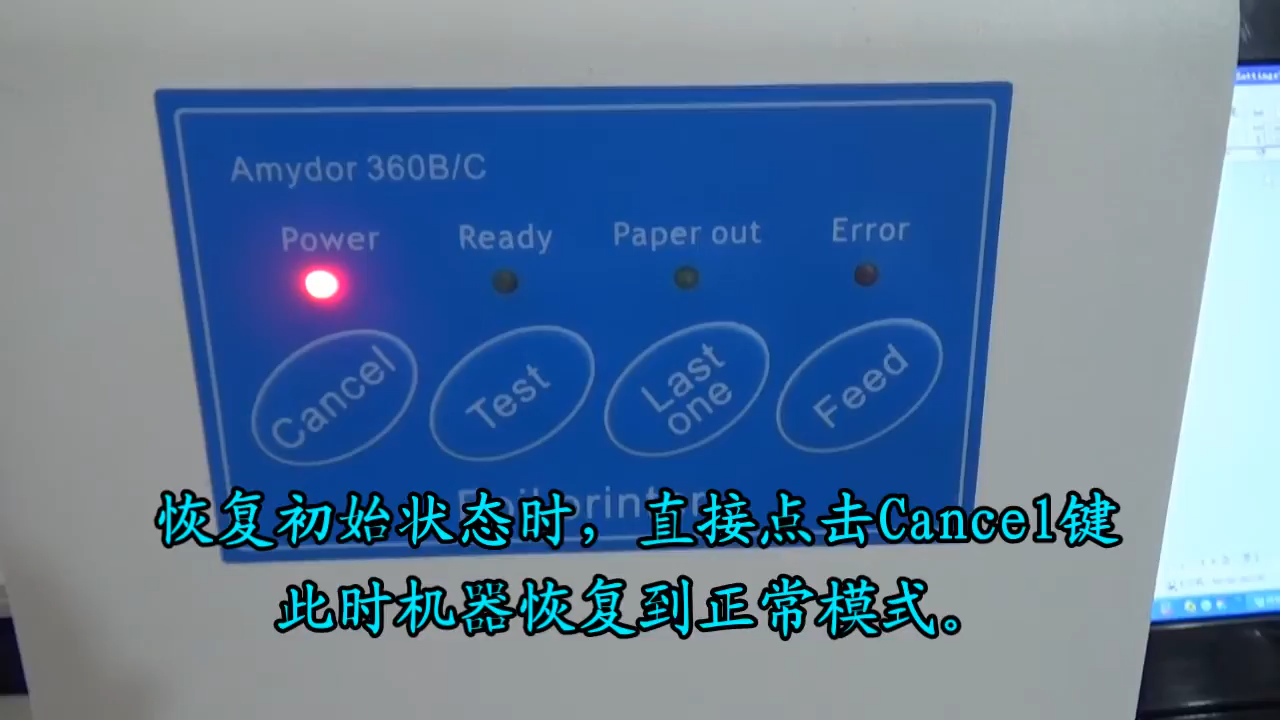 Amydor 360B/C
Power Ready Paper out Error
Cancel Test Last one Feed
Foil printer
恢复初始状态时，直接点击Cancel键
此时机器恢复到正常模式。